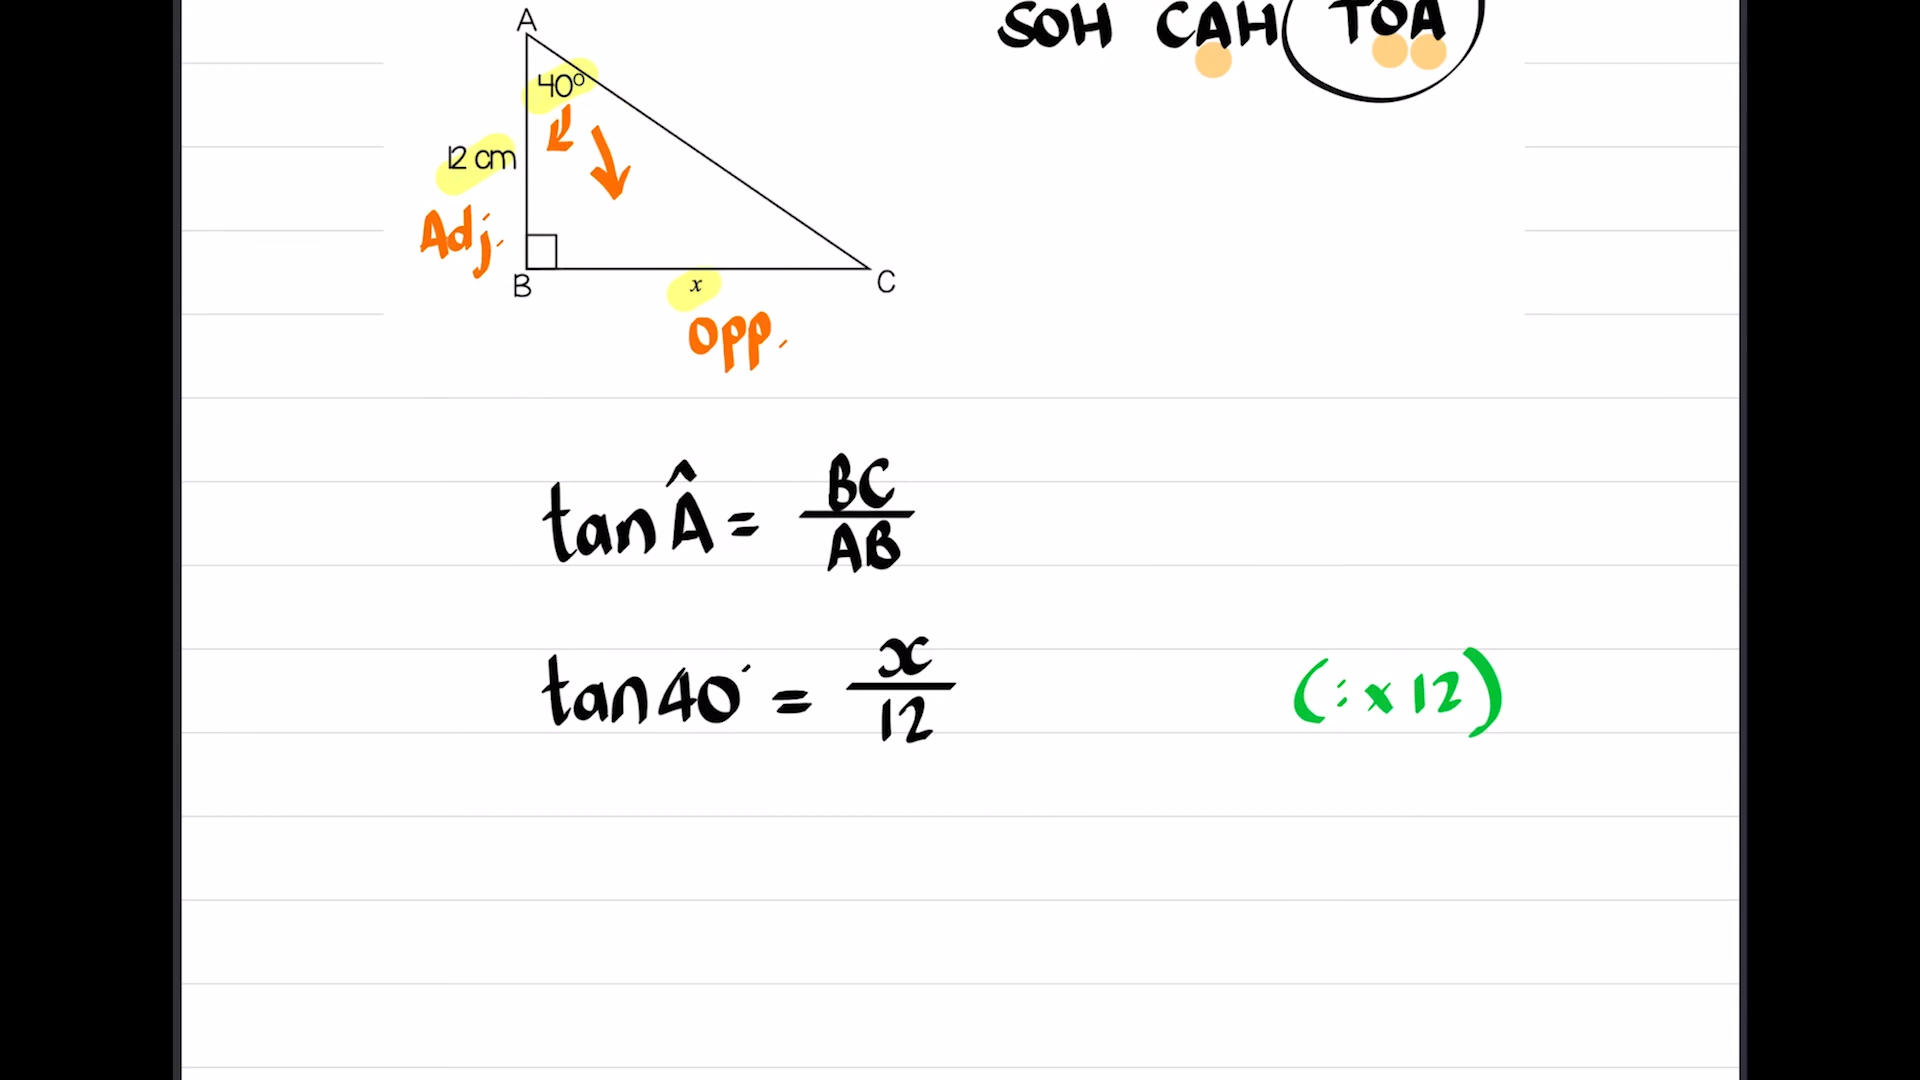 SOH CAH TOA
A
40°
12 cm
Adj.
B
x
C
Opp.
tan Â = BC/AB
tan 40° = x/12
(: x 12)